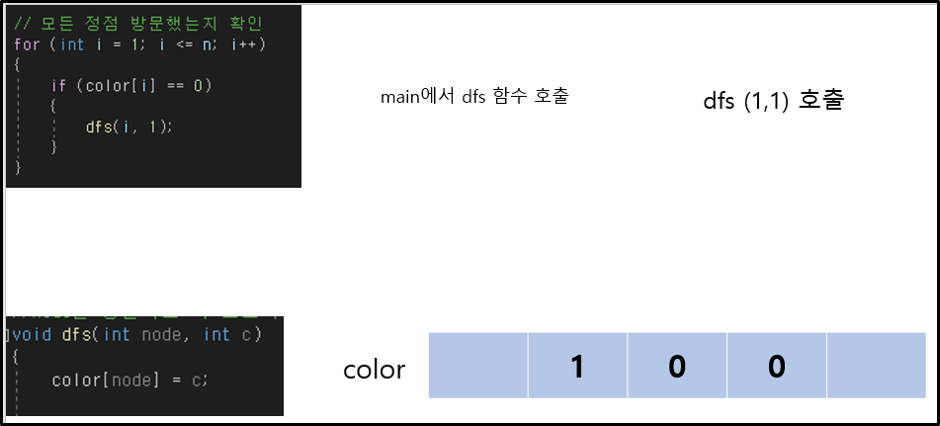 // 모든 정점 방문했는지 확인
for (int i = 1; i <= n; i++)
{
if (color[i] == 0)
{
dfs(i, 1);
}
}
main에서 dfs 함수 호출
dfs (1,1) 호출
void dfs(int node, int c)
{
color[node] = c;
color
1 0 0